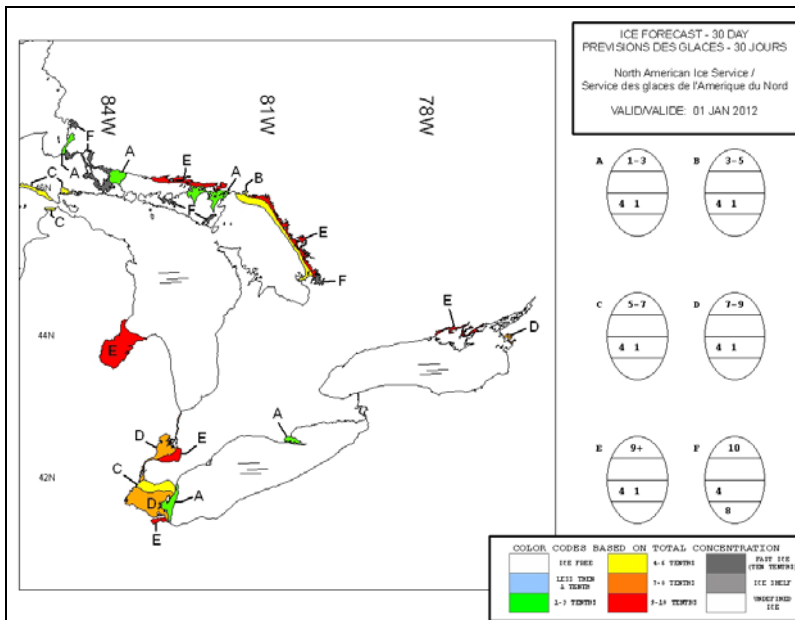 ICE FORECAST - 30 DAY
PREVISIONS DES GLACES - 30 JOURS
North American Ice Service /
Service des glaces de l'Amerique du Nord
VALID/VALIDE: 01 JAN 2012
84W
81W
78W
F
A
E
A
B
A
C
46N
F
C
E
F
44N
E
E
D
A
D
E
C
42N
D
A
E
A 1-3
4 1
B 3-5
4 1
C 5-7
4 1
D 7-9
4 1
E 9+
4 1
F 10
4
8
COLOR CODES BASED ON TOTAL CONCENTRATION
ICE FREE
LESS THEN
A TENTH
1-3 TENTHS
4-6 TENTHS
7-8 TENTHS
9-10 TENTHS
FAST ICE
(TEN TENTHS)
ICE SHELF
UNDEFINED
ICE